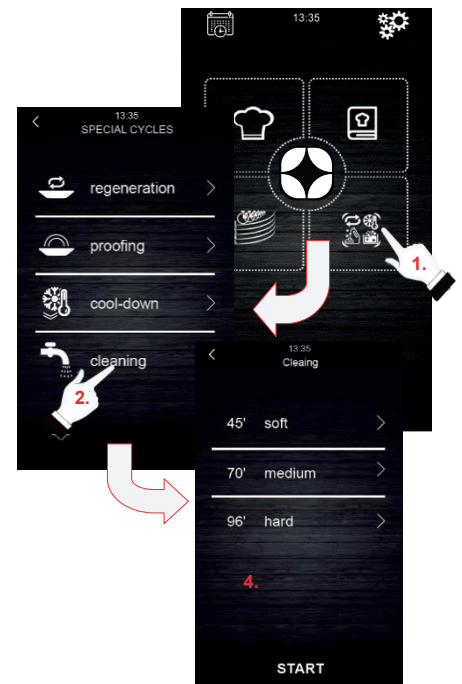 13:35
1.
13:35
SPECIAL CYCLES
regeneration
proofing
cool-down
cleaning
2.
13:35
Cleaing
45' soft
70' medium
96' hard
4.
START